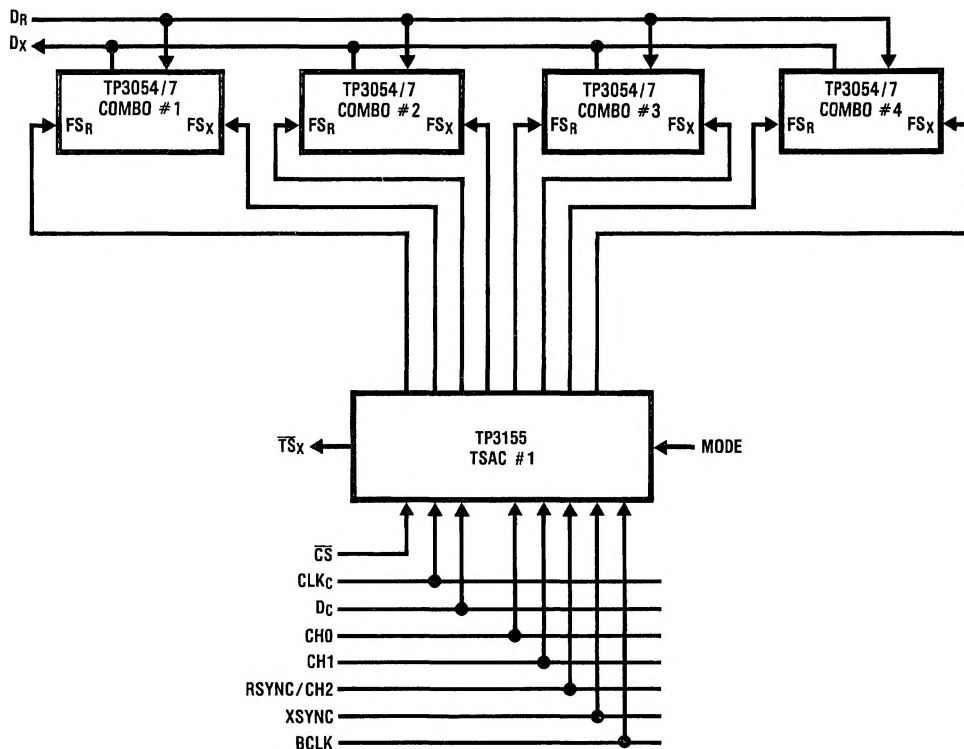 DR
DX
TP3054/7
COMBO #1
FSR FSX
TP3054/7
COMBO #2
FSR FSX
TP3054/7
COMBO #3
FSR FSX
TP3054/7
COMBO #4
FSR FSX
TP3155
TSAC #1
TSX
MODE
CS
CLKC
DC
CH0
CH1
RSYNC/CH2
XSYNC
BCLK